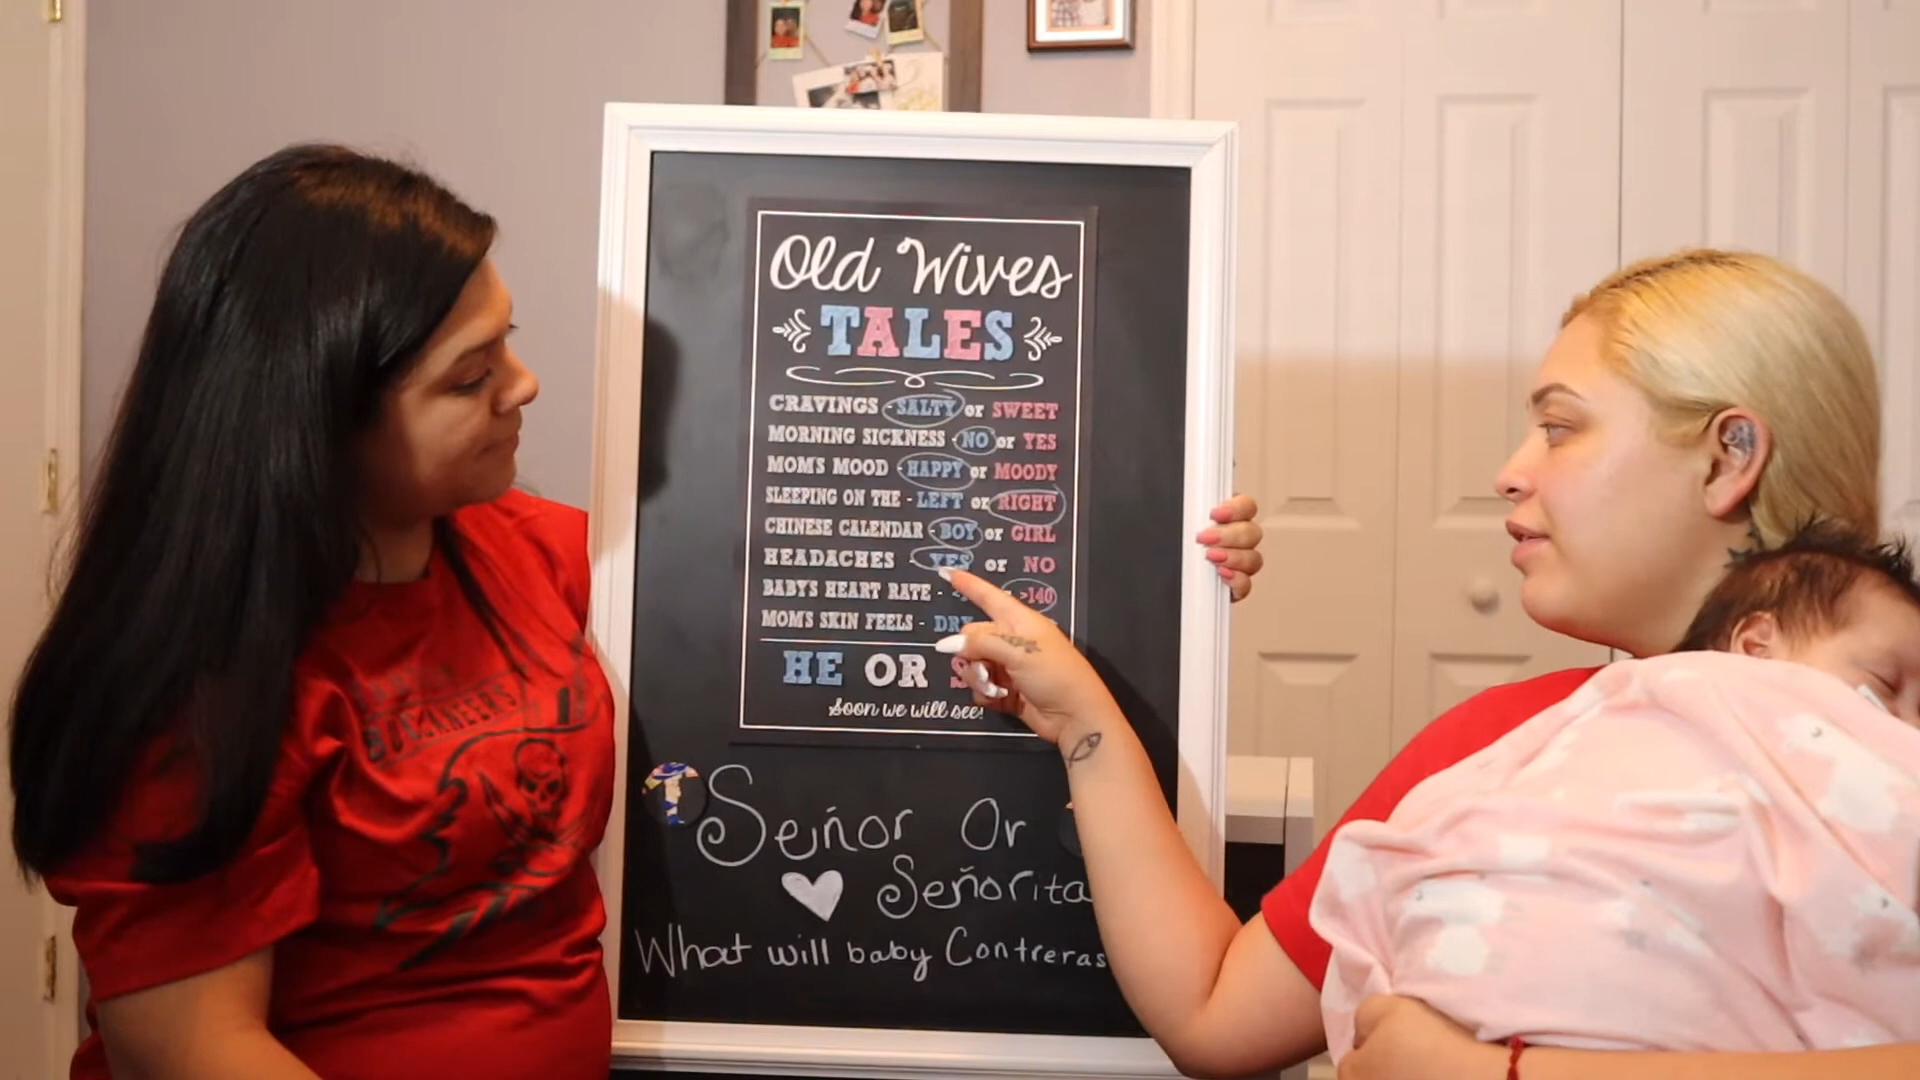 Old Wives
TALES
CRAVINGS - SALTY or SWEET
MORNING SICKNESS - NO or YES
MOM'S MOOD - HAPPY or MOODY
SLEEPING ON THE - LEFT or RIGHT
CHINESE CALENDAR - BOY or GIRL
HEADACHES - YES or NO
BABY'S HEART RATE - >140
MOM'S SKIN FEELS - DRY
HE OR
Soon we will see!
Señor Or
Señorita
What will baby Contreras
BUCCANEERS